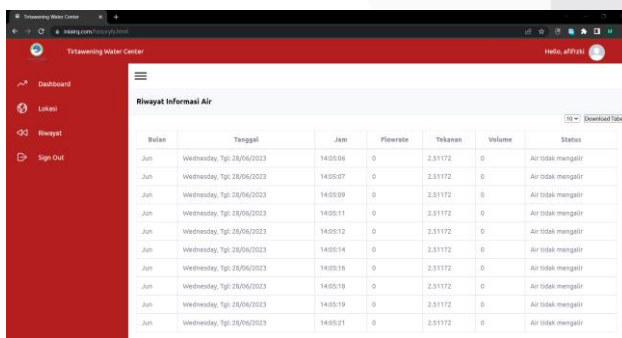 Tirtawening Water Center
Tirtawening Water Center
Hello, afifrzki
Dashboard
Lokasi
Riwayat
Sign Out
Riwayat Informasi Air
10 Download Tabe
Bulan Tanggal Jam Flowrate Tekanan Volume Status
Jun Wednesday, Tgl: 28/06/2023 14:05:06 0 2.51172 0 Air tidak mengalir
Jun Wednesday, Tgl: 28/06/2023 14:05:07 0 2.51172 0 Air tidak mengalir
Jun Wednesday, Tgl: 28/06/2023 14:05:09 0 2.51172 0 Air tidak mengalir
Jun Wednesday, Tgl: 28/06/2023 14:05:11 0 2.51172 0 Air tidak mengalir
Jun Wednesday, Tgl: 28/06/2023 14:05:12 0 2.51172 0 Air tidak mengalir
Jun Wednesday, Tgl: 28/06/2023 14:05:14 0 2.51172 0 Air tidak mengalir
Jun Wednesday, Tgl: 28/06/2023 14:05:16 0 2.51172 0 Air tidak mengalir
Jun Wednesday, Tgl: 28/06/2023 14:05:18 0 2.51172 0 Air tidak mengalir
Jun Wednesday, Tgl: 28/06/2023 14:05:19 0 2.51172 0 Air tidak mengalir
Jun Wednesday, Tgl: 28/06/2023 14:05:21 0 2.51172 0 Air tidak mengalir